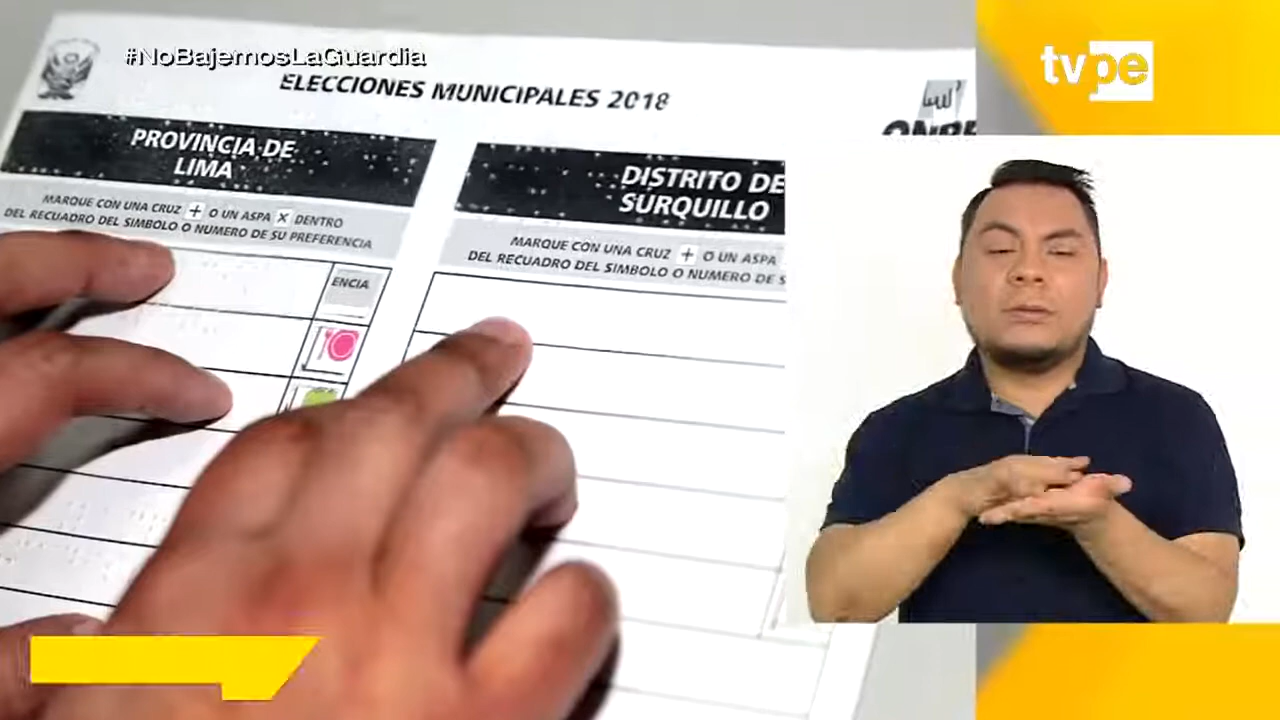 #NoBajemosLaGuardia
tvpe
ELECCIONES MUNICIPALES 2018
ONPE
PROVINCIA DE
LIMA
MARQUE CON UNA CRUZ + O UN ASPA X DENTRO
DEL RECUADRO DEL SIMBOLO O NUMERO DE SU PREFERENCIA
ENCIA
DISTRITO DE
SURQUILLO
MARQUE CON UNA CRUZ + O UN ASPA
DEL RECUADRO DEL SIMBOLO O NUMERO DE S